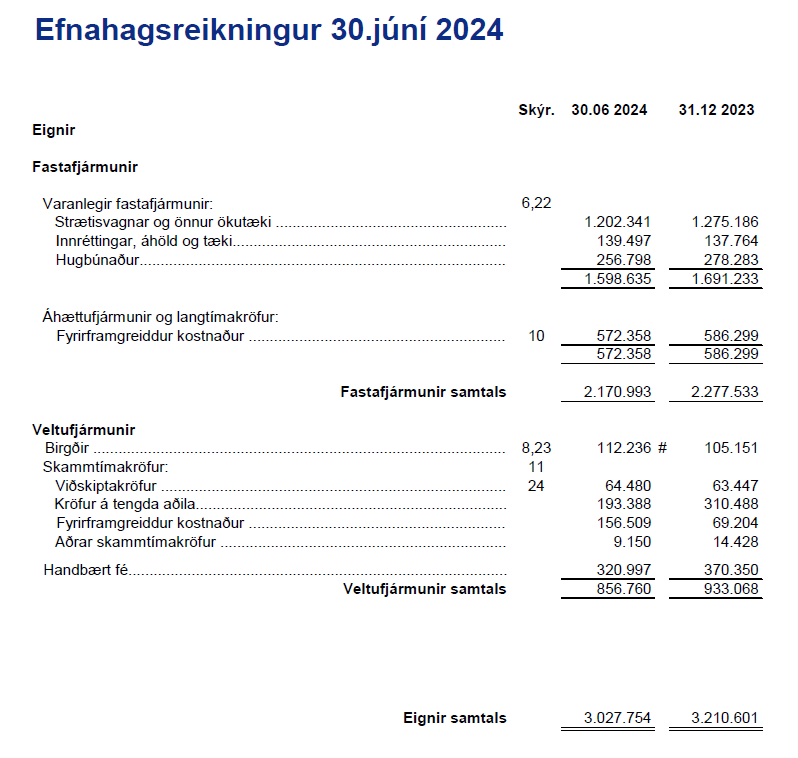 Efnahagsreikningur 30.júní 2024
Skýr. 30.06 2024 31.12 2023
Eignir
Fastafjármunir
Varanlegir fastafjármunir: 6,22
Strætisvagnar og önnur ökutæki ...................................................... 1.202.341 1.275.186
Innréttingar, áhöld og tæki................................................................ 139.497 137.764
Hugbúnaður...................................................................................... 256.798 278.283
1.598.635 1.691.233
Áhættufjármunir og langtímakröfur:
Fyrirframgreiddur kostnaður ............................................................ 10 572.358 586.299
572.358 586.299
Fastafjármunir samtals 2.170.993 2.277.533
Veltufjármunir
Birgðir ................................................................................................. 8,23 112.236 # 105.151
Skammtímakröfur: 11
Viðskiptakröfur ................................................................................. 24 64.480 63.447
Kröfur á tengda aðila......................................................................... 193.388 310.488
Fyrirframgreiddur kostnaður ............................................................ 156.509 69.204
Aðrar skammtímakröfur ................................................................... 9.150 14.428
Handbært fé......................................................................................... 320.997 370.350
Veltufjármunir samtals 856.760 933.068
Eignir samtals 3.027.754 3.210.601